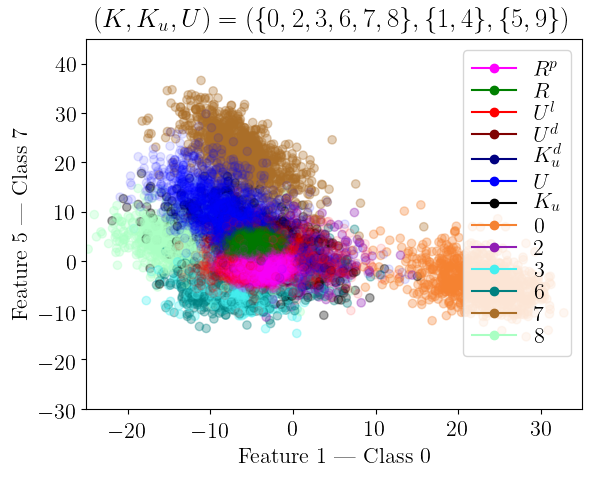 (K, K_u, U) = ({0, 2, 3, 6, 7, 8}, {1, 4}, {5, 9})
R^p
R
U^l
U^d
K_u^d
U
K_u
0
2
3
6
7
8
40
30
20
10
0
−10
−20
−30
Feature 5 — Class 7
−20 −10 0 10 20 30
Feature 1 — Class 0